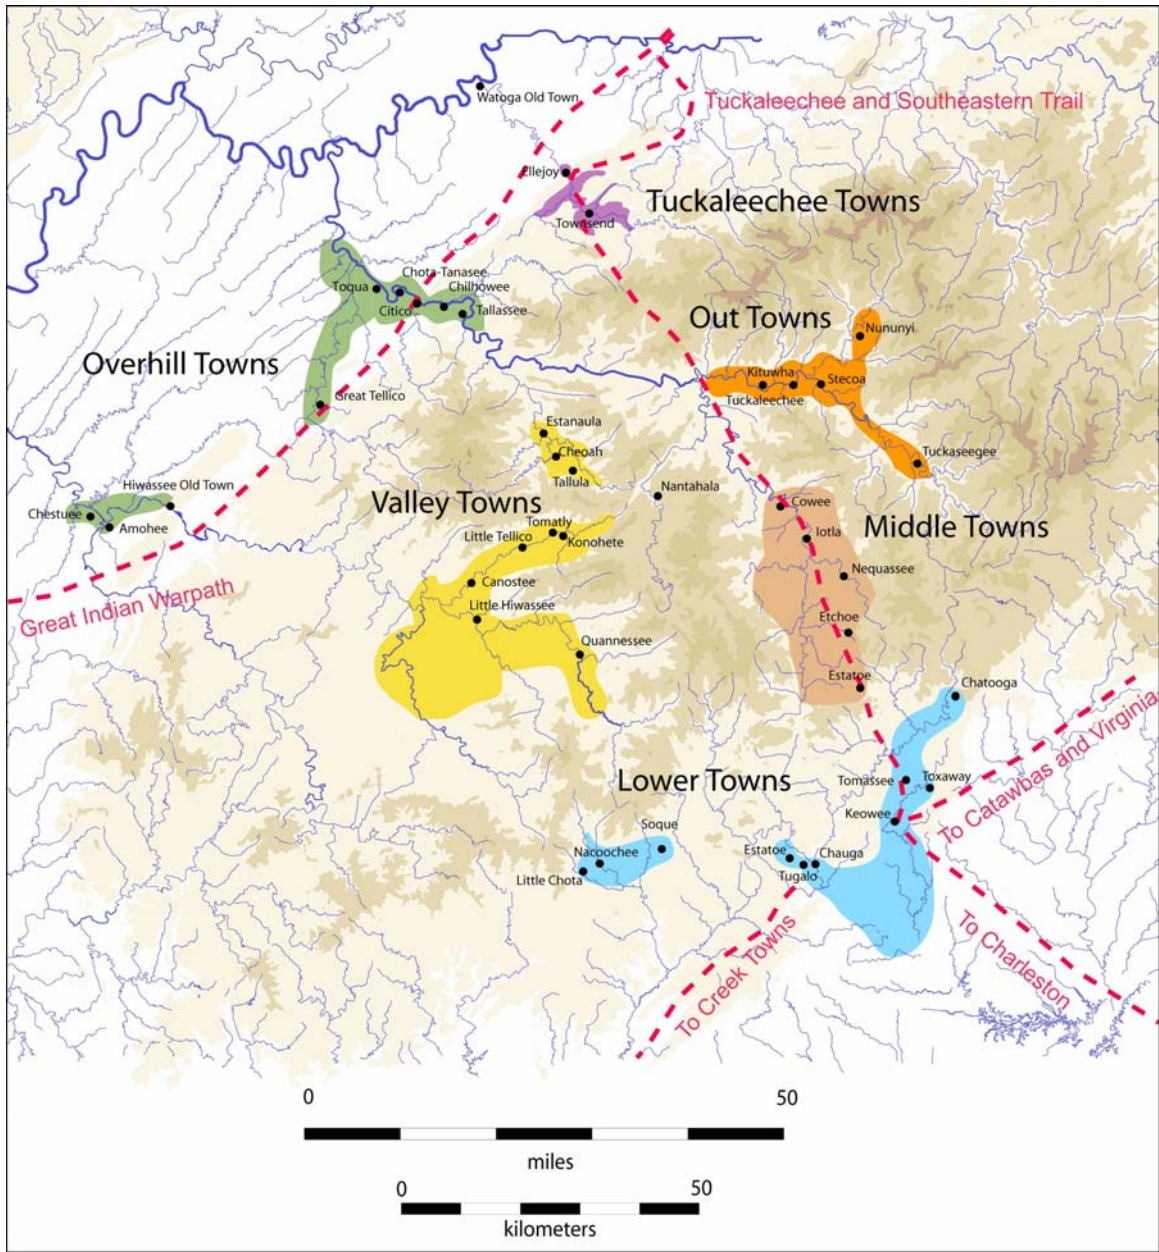 Watoga Old Town
Tuckaleechee and Southeastern Trail
Ellejoy
Tuckaleechee Towns
Townsend
Chota-Tanasee
Toqua
Chilhowee
Citico
Tallassee
Out Towns
Nununyi
Overhill Towns
Kituwha
Stecoa
Tuckaleechee
Great Tellico
Estanaula
Cheoah
Tuckaseegee
Tallula
Hiwassee Old Town
Nantahala
Valley Towns
Cowee
Chestuee
Amohee
Tomatly
Middle Towns
Little Tellico
Konohete
Iotla
Nequassee
Canostee
Great Indian Warpath
Little Hiwassee
Etchoe
Quannessee
Estatoe
Chatooga
To Catawbas and Virginia
Lower Towns
Tomassee
Toxaway
Keowee
Soque
Nacoochee
Estatoe
Chauga
Little Chota
Tugalo
To Creek Towns
To Charleston
0 50
miles
0 50
kilometers